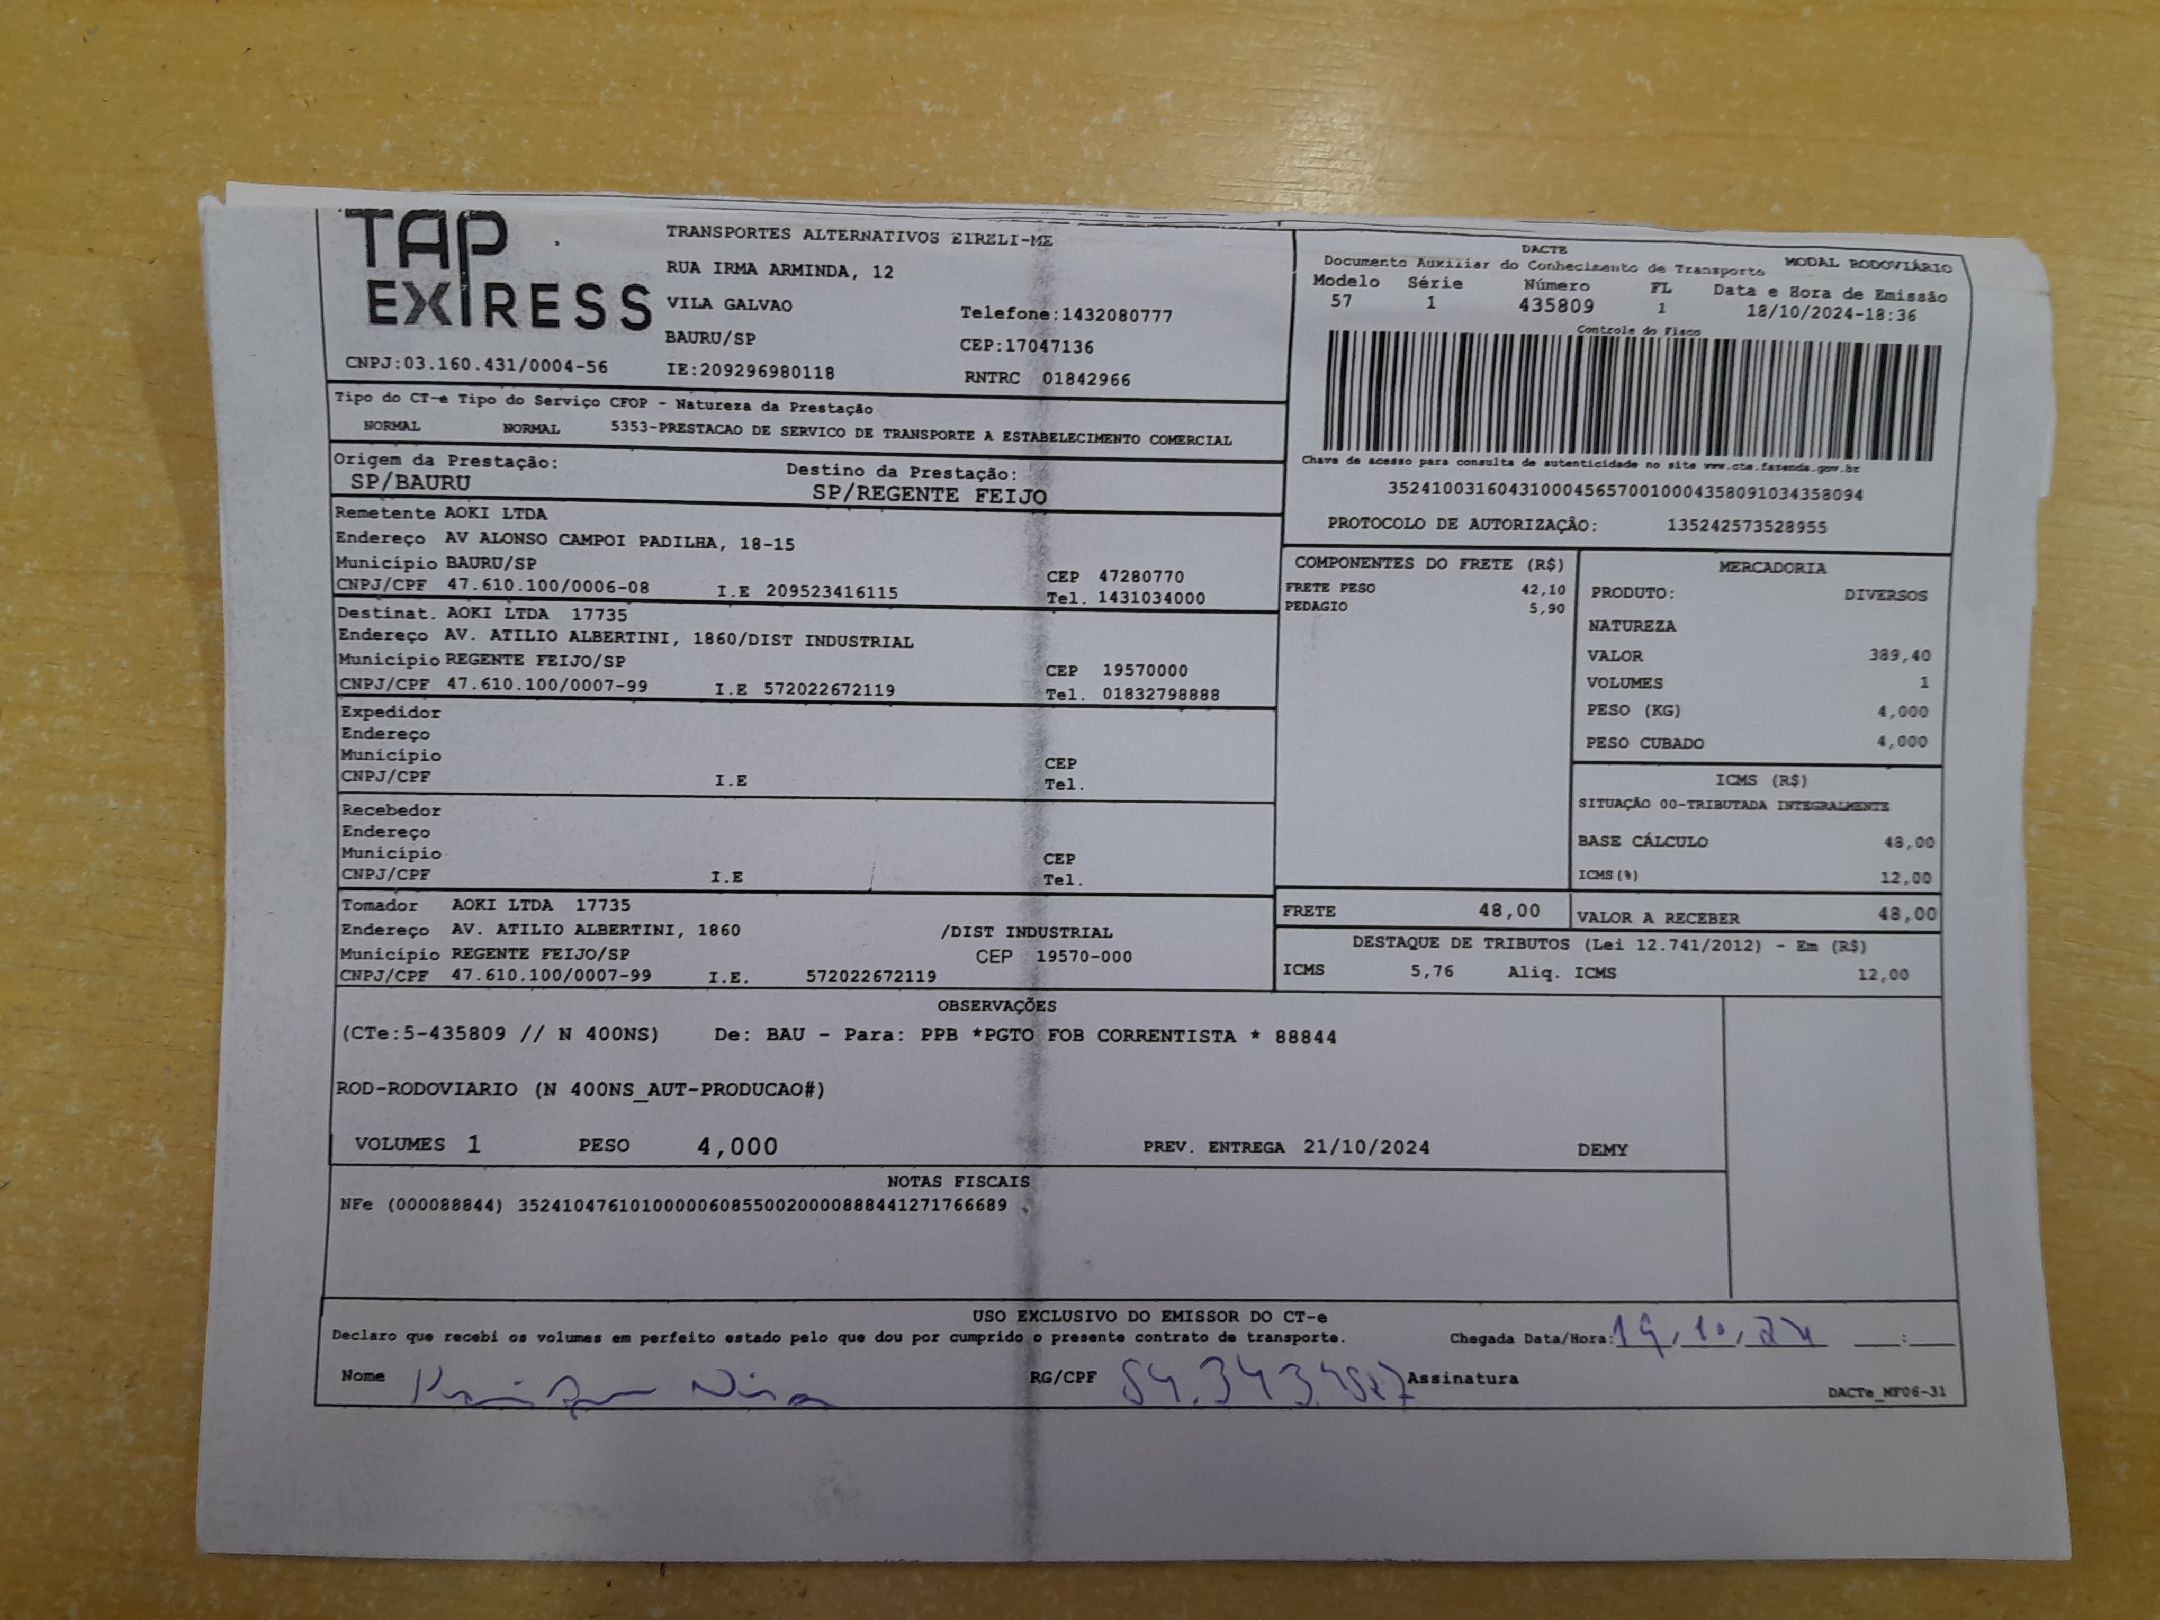 TAP
EXPRESS
TRANSPORTES ALTERNATIVOS EIRELI-ME
RUA IRMA ARMINDA, 12
VILA GALVAO
Telefone:1432080777
BAURU/SP
CEP:17047136
CNPJ:03.160.431/0004-56
IE:209296980118
RNTRC 01842966
DACTE
Documento Auxiliar do Conhecimento de Transporte
MODAL RODOVIÁRIO
Modelo Série Número FL Data e Hora de Emissão
57 1 435809 1 18/10/2024-18:36
Controle do Fisco
Chave de acesso para consulta de autenticidade no site www.cte.fazenda.gov.br
35241003160431000456570010004358091034358094
PROTOCOLO DE AUTORIZAÇÃO: 135242573528955
Tipo do CT-e Tipo do Serviço CFOP - Natureza da Prestação
NORMAL NORMAL 5353-PRESTACAO DE SERVICO DE TRANSPORTE A ESTABELECIMENTO COMERCIAL
Origem da Prestação:
SP/BAURU
Destino da Prestação:
SP/REGENTE FEIJO
Remetente AOKI LTDA
Endereço AV ALONSO CAMPOI PADILHA, 18-15
Município BAURU/SP
CEP 47280770
CNPJ/CPF 47.610.100/0006-08 I.E 209523416115 Tel. 1431034000
Destinat. AOKI LTDA 17735
Endereço AV. ATILIO ALBERTINI, 1860/DIST INDUSTRIAL
Município REGENTE FEIJO/SP CEP 19570000
CNPJ/CPF 47.610.100/0007-99 I.E 572022672119 Tel. 01832798888
Expedidor
Endereço
Município CEP
CNPJ/CPF I.E Tel.
Recebedor
Endereço
Município CEP
CNPJ/CPF I.E Tel.
Tomador AOKI LTDA 17735
Endereço AV. ATILIO ALBERTINI, 1860 /DIST INDUSTRIAL
Município REGENTE FEIJO/SP CEP 19570-000
CNPJ/CPF 47.610.100/0007-99 I.E. 572022672119
COMPONENTES DO FRETE (R$)
FRETE PESO 42,10
PEDAGIO 5,90
MERCADORIA
PRODUTO: DIVERSOS
NATUREZA
VALOR 389,40
VOLUMES 1
PESO (KG) 4,000
PESO CUBADO 4,000
ICMS (R$)
SITUAÇÃO 00-TRIBUTADA INTEGRALMENTE
BASE CÁLCULO 48,00
ICMS(%) 12,00
FRETE 48,00 VALOR A RECEBER 48,00
DESTAQUE DE TRIBUTOS (Lei 12.741/2012) - Em (R$)
ICMS 5,76 Aliq. ICMS 12,00
OBSERVAÇÕES
(CTe:5-435809 // N 400NS) De: BAU - Para: PPB *PGTO FOB CORRENTISTA * 88844
ROD-RODOVIARIO (N 400NS_AUT-PRODUCAO#)
VOLUMES 1 PESO 4,000 PREV. ENTREGA 21/10/2024 DEMY
NOTAS FISCAIS
NFe (000088844) 35241047610100000608550020000888441271766689
USO EXCLUSIVO DO EMISSOR DO CT-e
Declaro que recebi os volumes em perfeito estado pelo que dou por cumprido o presente contrato de transporte. Chegada Data/Hora: 19/10/24 __:__
Nome RG/CPF Assinatura
DACTe_MF06-31